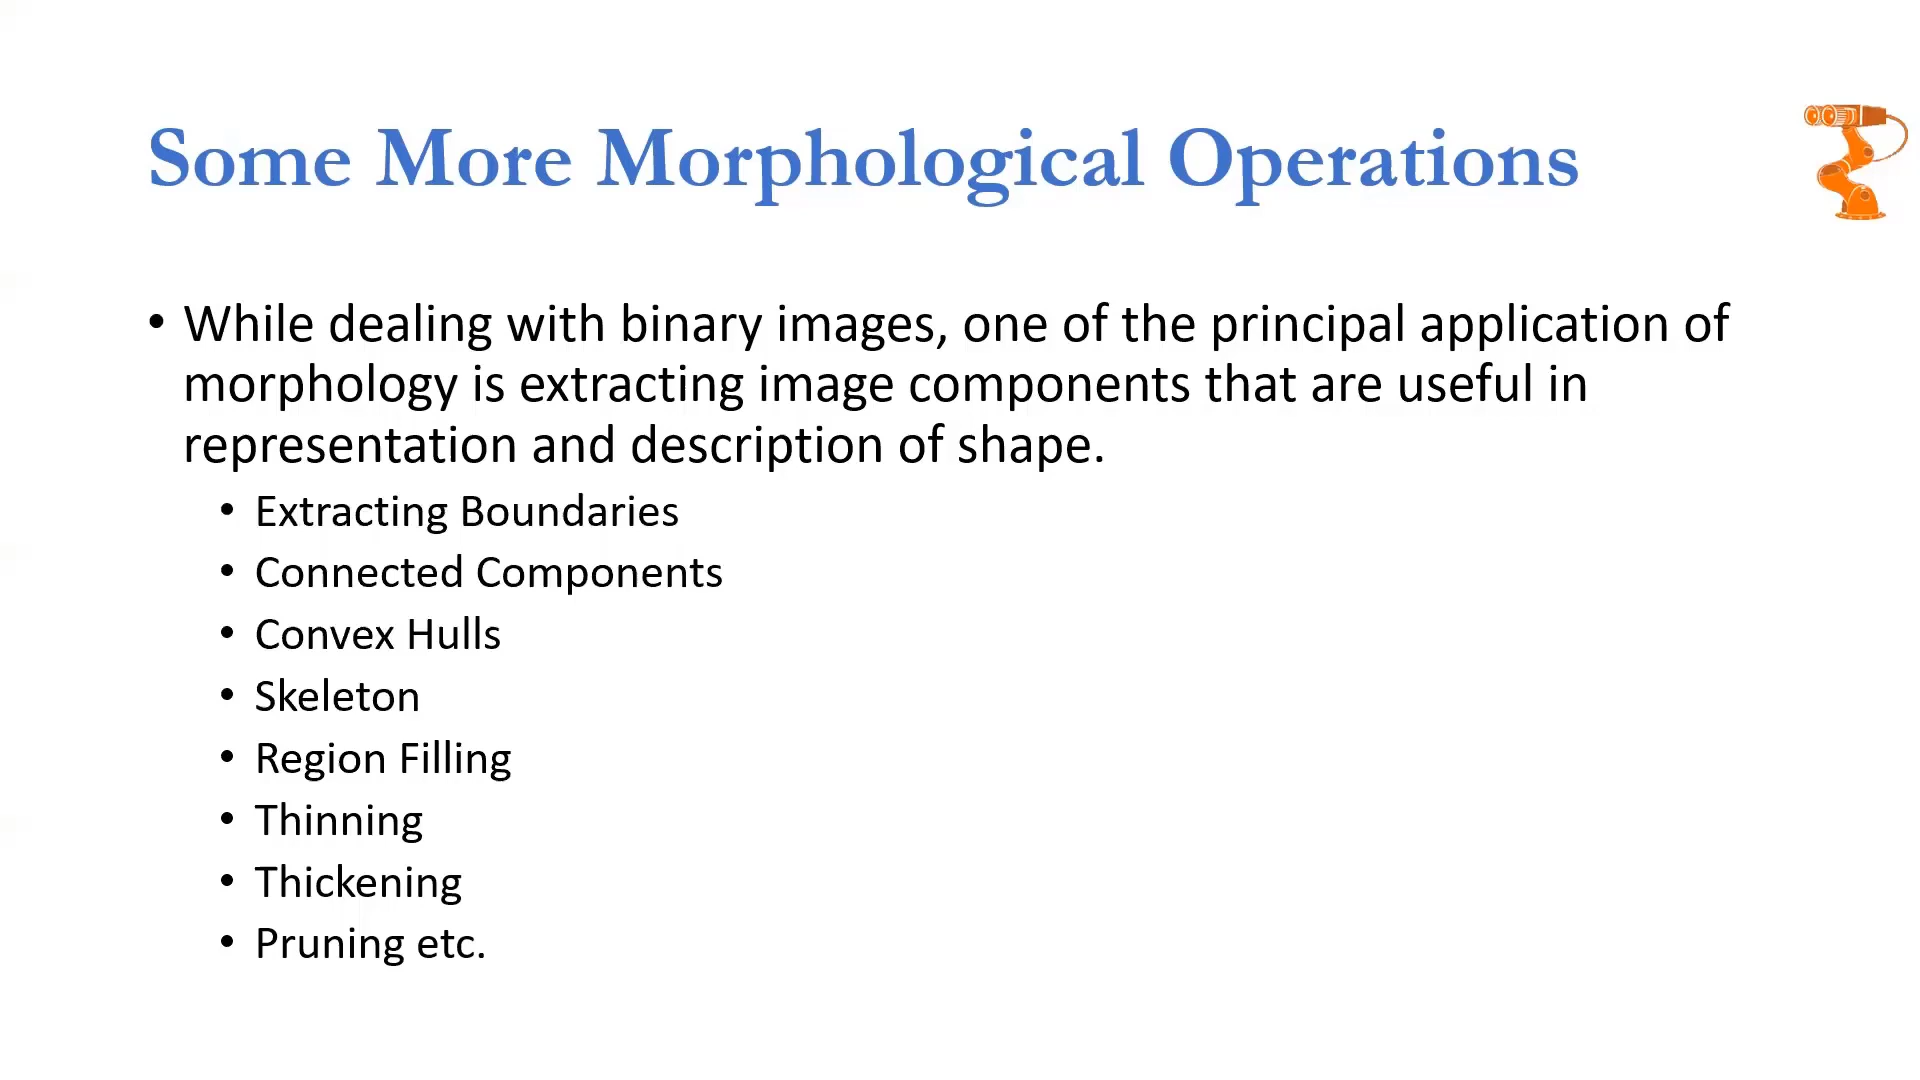 Some More Morphological Operations
• While dealing with binary images, one of the principal application of
morphology is extracting image components that are useful in
representation and description of shape.
• Extracting Boundaries
• Connected Components
• Convex Hulls
• Skeleton
• Region Filling
• Thinning
• Thickening
• Pruning etc.